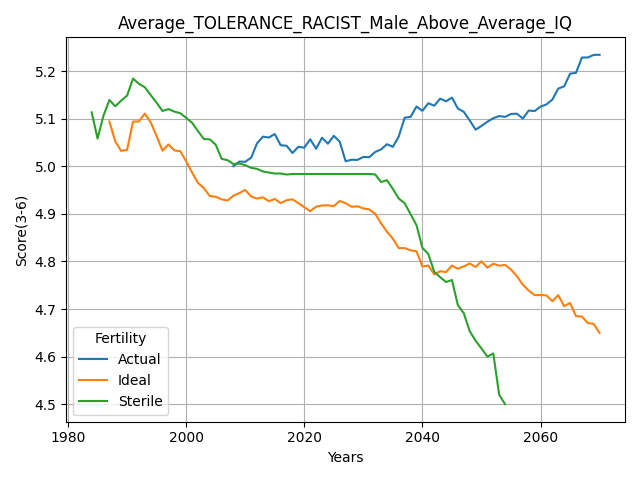 Average_TOLERANCE_RACIST_Male_Above_Average_IQ
Score(3-6)
5.2
5.1
5.0
4.9
4.8
4.7
4.6
4.5
Fertility
Actual
Ideal
Sterile
1980
2000
2020
2040
2060
Years